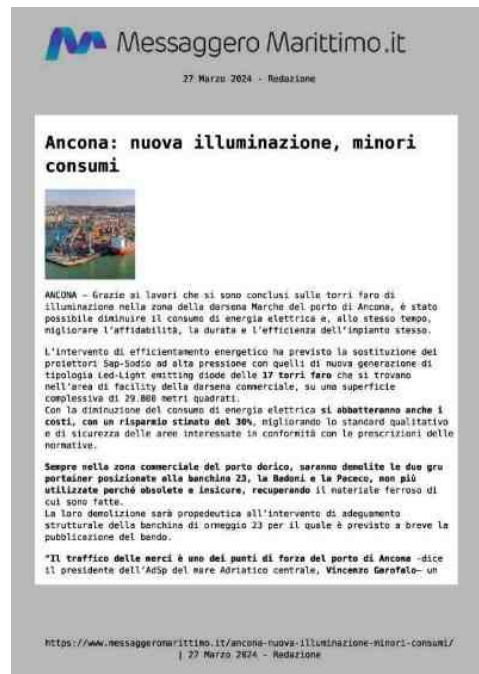 Messaggero Marittimo.it
27 Marzo 2024 - Redazione
Ancona: nuova illuminazione, minori
consumi
ANCONA – Grazie ai lavori che si sono conclusi sulle torri faro di
illuminazione nella zona della darsena Marche del porto di Ancona, è stato
possibile diminuire il consumo di energia elettrica e, allo stesso tempo,
migliorare l'affidabilità, la durata e l'efficienza dell'impianto stesso.
L'intervento di efficientamento energetico ha previsto la sostituzione dei
proiettori Sap-Sodio ad alta pressione con quelli di nuova generazione di
tipologia Led-Light emitting diode delle 17 torri faro che si trovano
nell'area di facility della darsena commerciale, su una superficie
complessiva di 29.000 metri quadrati.
Con la diminuzione del consumo di energia elettrica si abbatteranno anche i
costi, con un risparmio stimato del 30%, migliorando lo standard qualitativo
e di sicurezza delle aree interessate in conformità con le prescrizioni delle
normative.
Sempre nella zona commerciale del porto dorico, saranno demolite le due gru
portainer posizionate alla banchina 23, la Badoni e la Paceco, non più
utilizzate perché obsolete e insicure, recuperando il materiale ferroso di
cui sono fatte.
La loro demolizione sarà propedeutica all'intervento di adeguamento
strutturale della banchina di ormeggio 23 per il quale è previsto a breve la
pubblicazione del bando.
"Il traffico delle merci è uno dei punti di forza del porto di Ancona -dice
il presidente dell'AdSp del mare Adriatico centrale, Vincenzo Garofalo– un
https://www.messaggeromarittimo.it/ancona-nuova-illuminazione-minori-consumi/
| 27 Marzo 2024 - Redazione